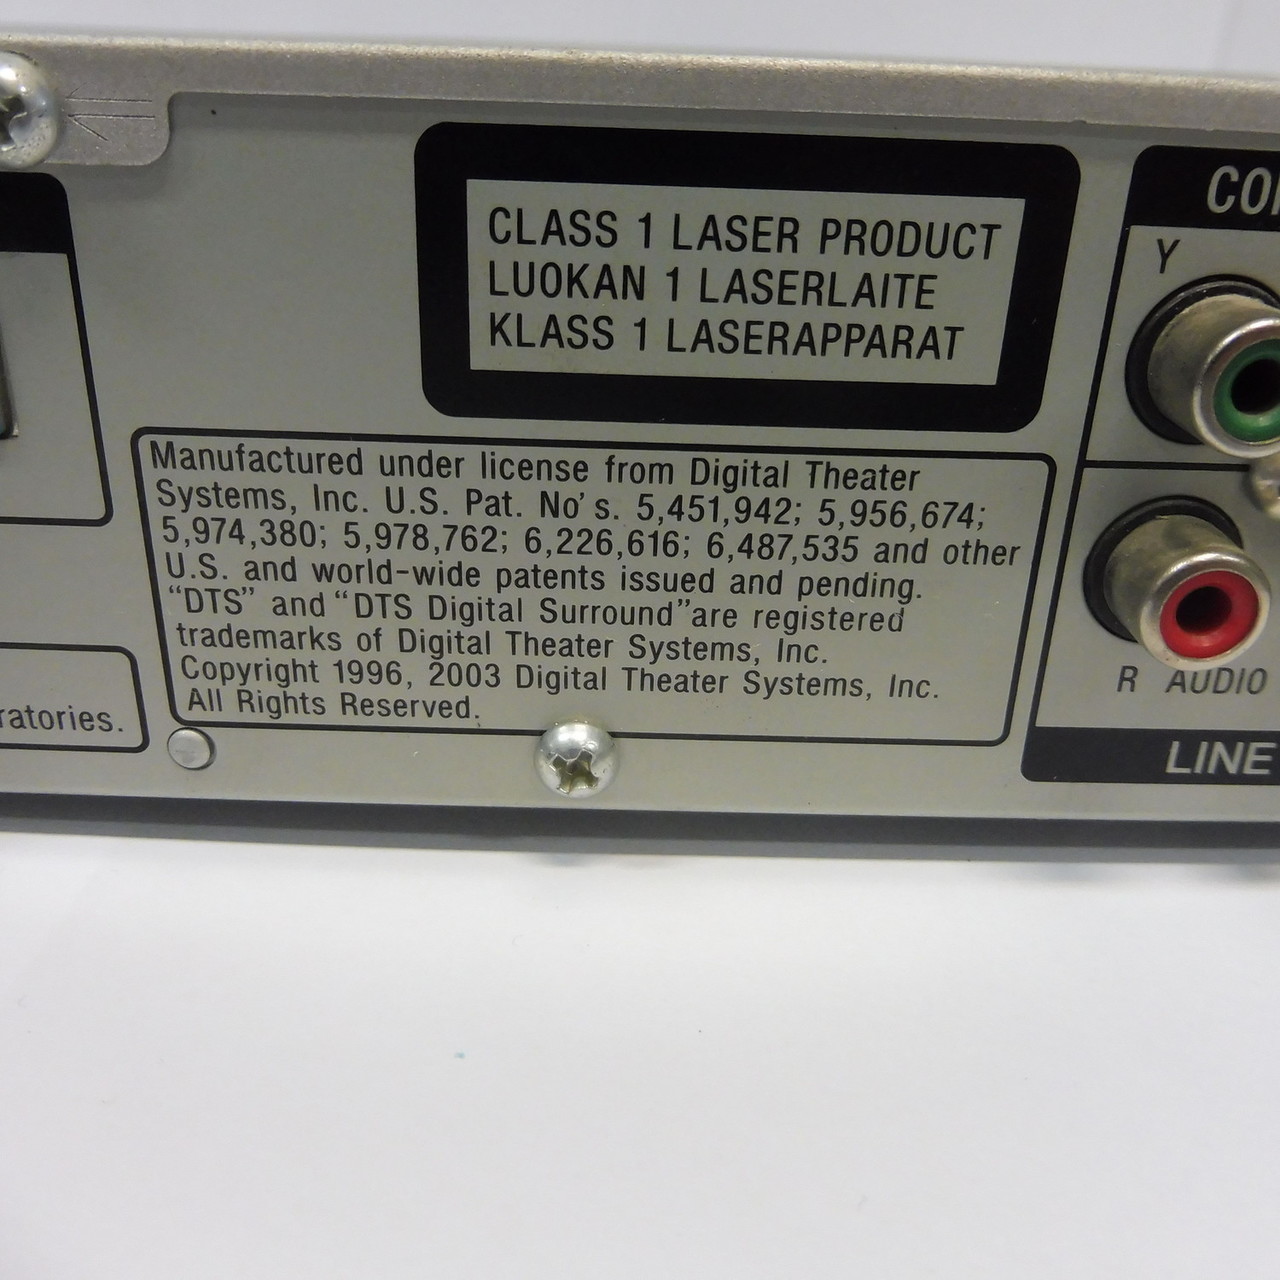 CLASS 1 LASER PRODUCT
LUOKAN 1 LASERLAITE
KLASS 1 LASERAPPARAT
Manufactured under license from Digital Theater
Systems, Inc. U.S. Pat. No's. 5,451,942; 5,956,674;
5,974,380; 5,978,762; 6,226,616; 6,487,535 and other
U.S. and world-wide patents issued and pending.
"DTS" and "DTS Digital Surround" are registered
trademarks of Digital Theater Systems, Inc.
Copyright 1996, 2003 Digital Theater Systems, Inc.
All Rights Reserved.
Y
R AUDIO
LINE